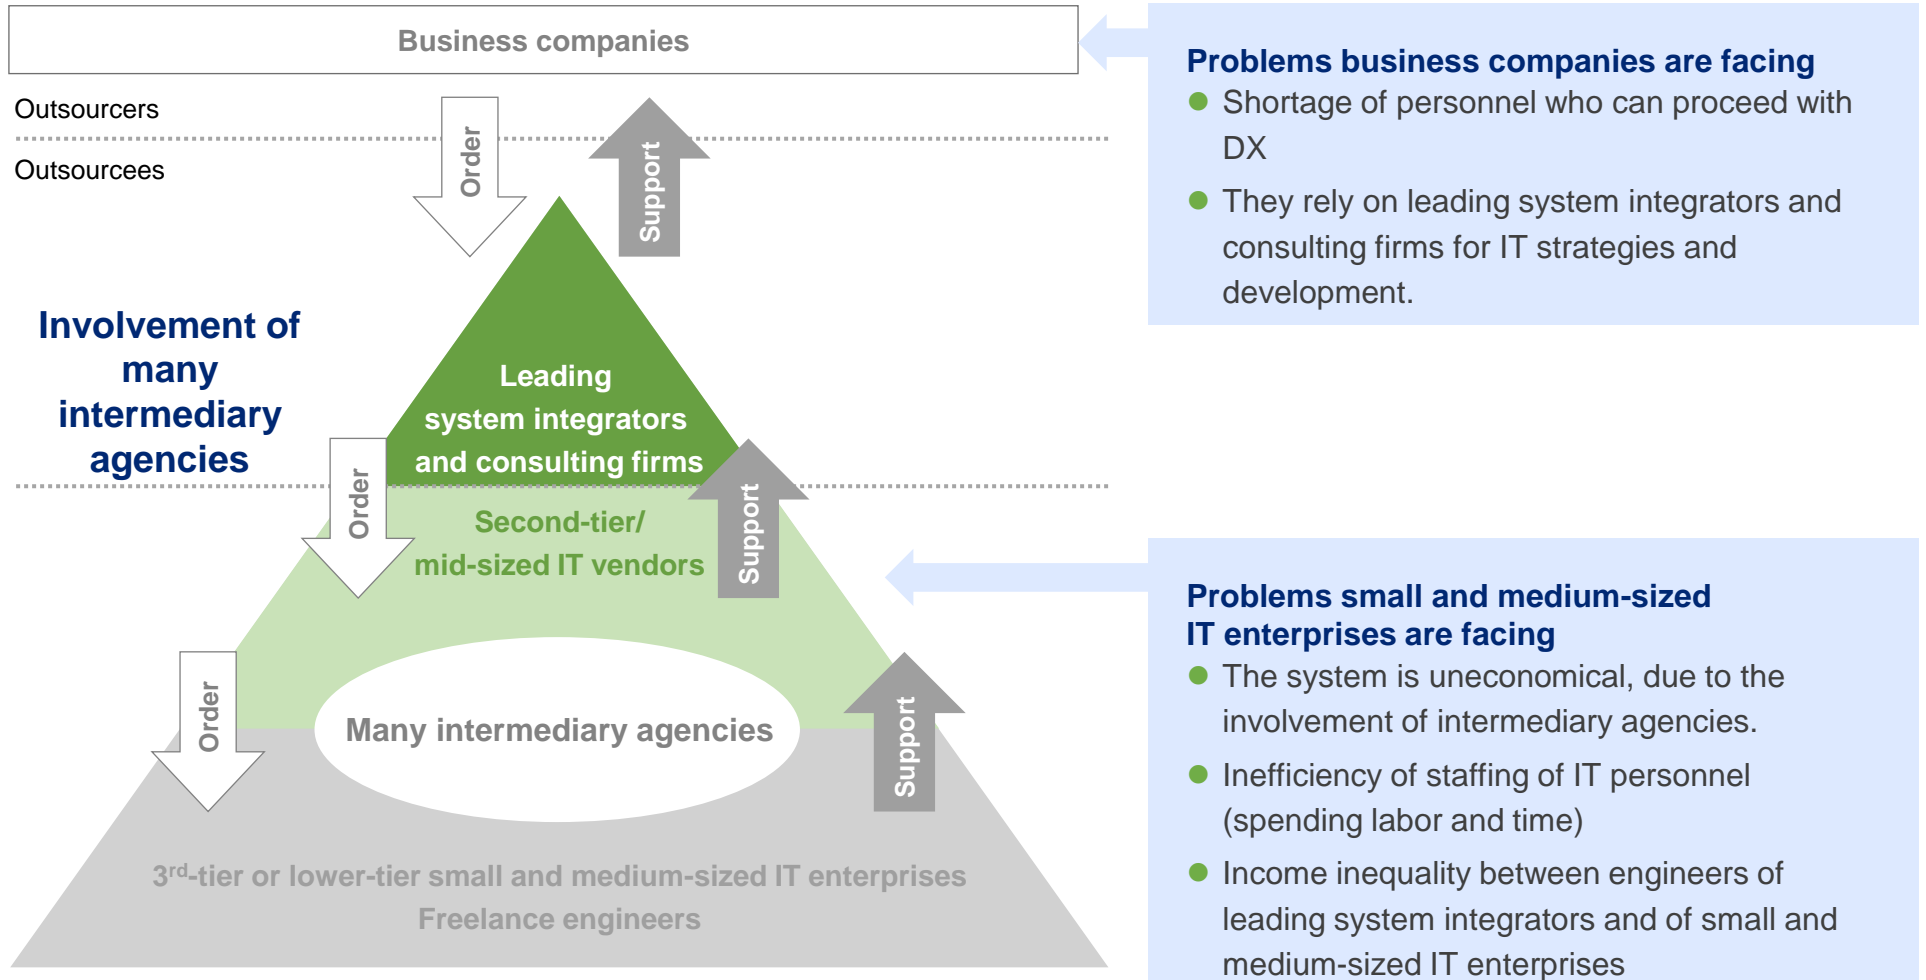 Business companies
Outsourcers
Outsourcees
Order
Support
Involvement of
many
intermediary
agencies
Leading
system integrators
and consulting firms
Order
Support
Second-tier/
mid-sized IT vendors
Order
Support
Many intermediary agencies
3rd-tier or lower-tier small and medium-sized IT enterprises
Freelance engineers
Problems business companies are facing
● Shortage of personnel who can proceed with
DX
● They rely on leading system integrators and
consulting firms for IT strategies and
development.
Problems small and medium-sized
IT enterprises are facing
● The system is uneconomical, due to the
involvement of intermediary agencies.
● Inefficiency of staffing of IT personnel
(spending labor and time)
● Income inequality between engineers of
leading system integrators and of small and
medium-sized IT enterprises